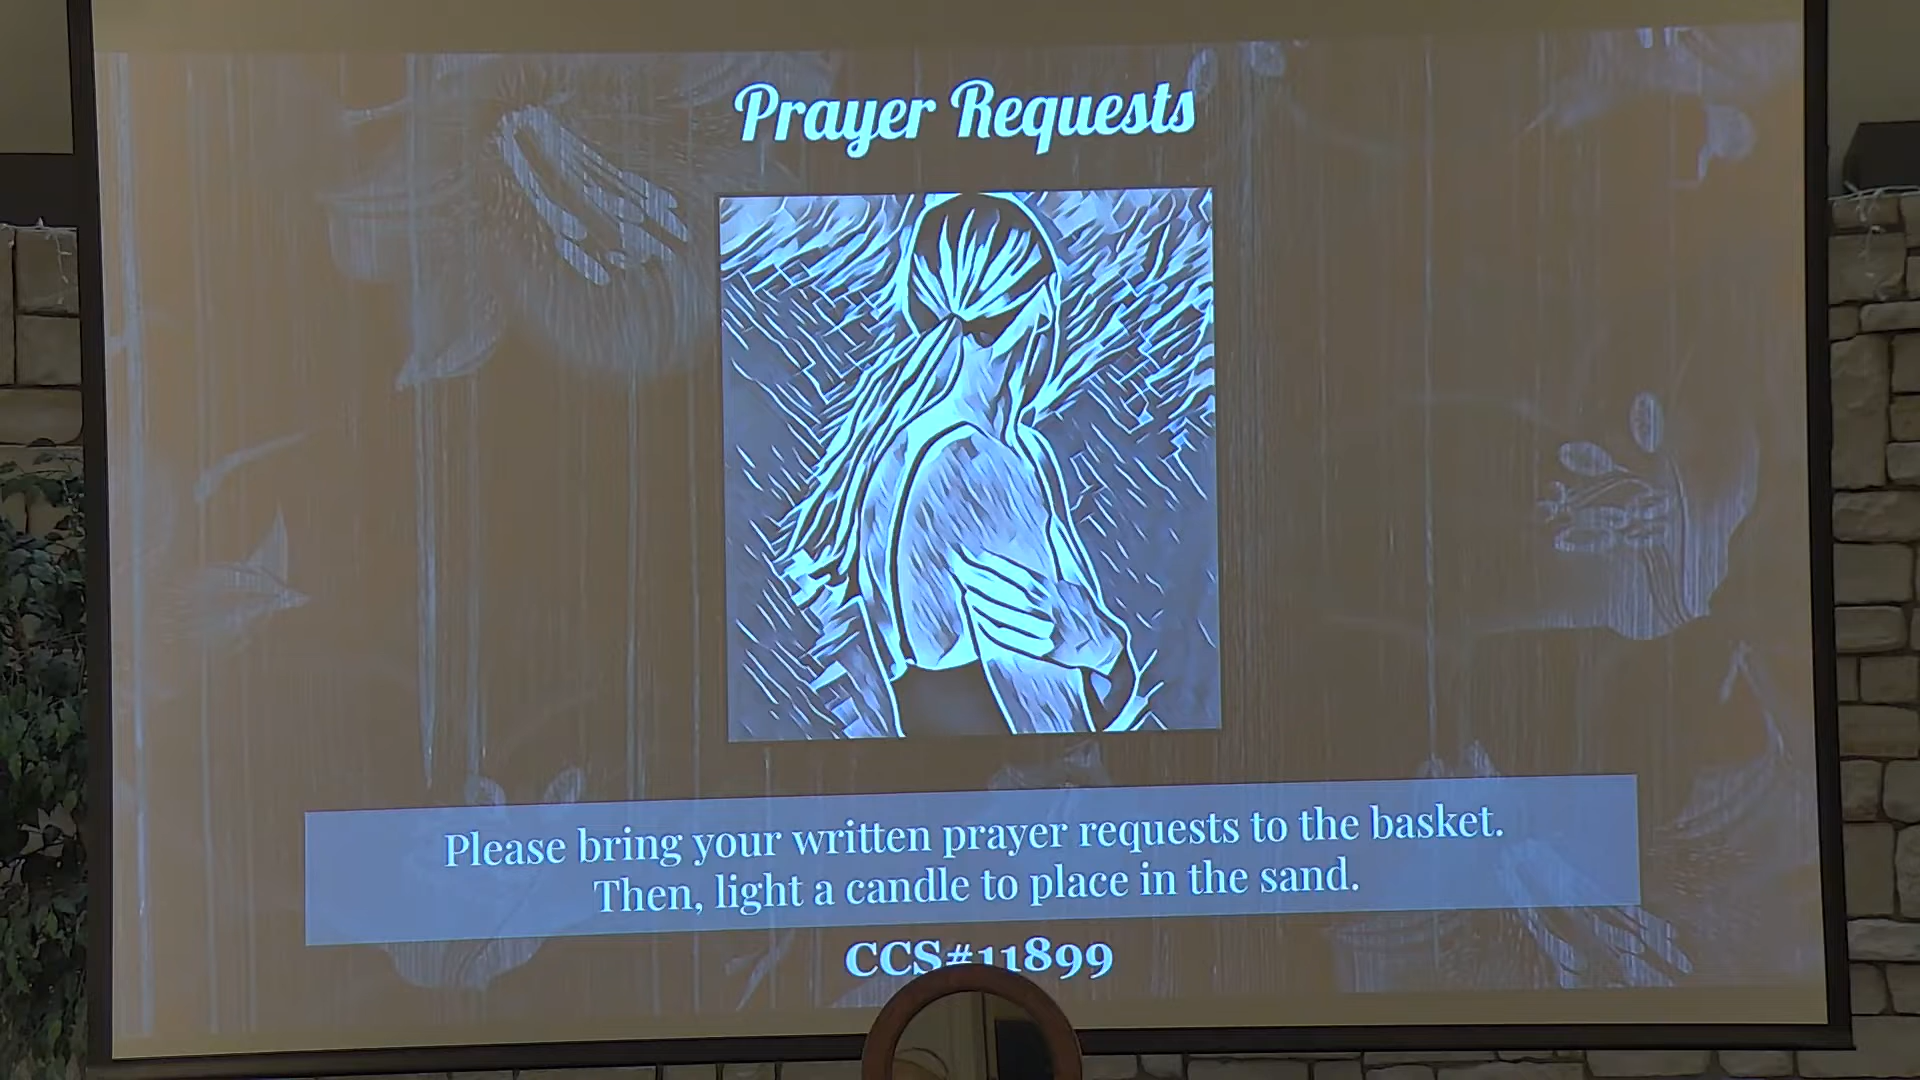 Prayer Requests
Please bring your written prayer requests to the basket.
Then, light a candle to place in the sand.
CCS#11899